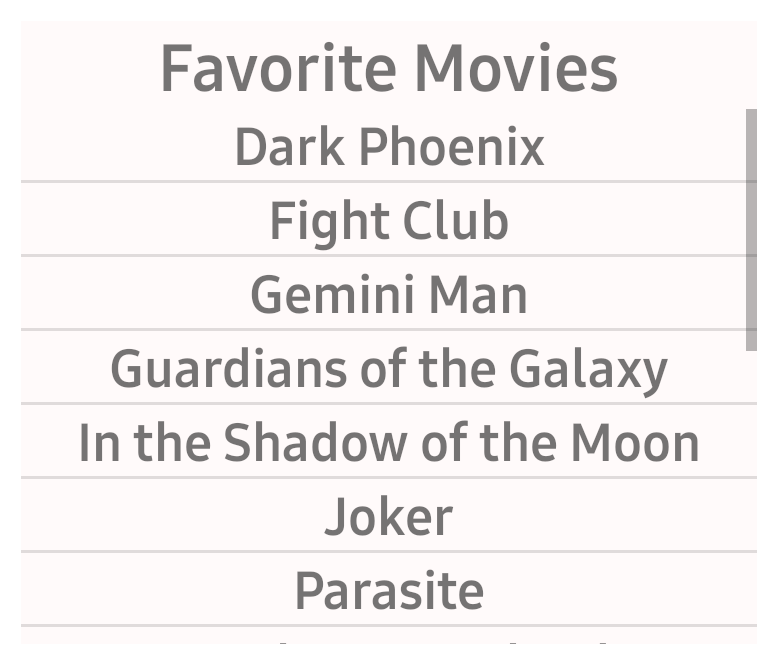 Favorite Movies
Dark Phoenix
Fight Club
Gemini Man
Guardians of the Galaxy
In the Shadow of the Moon
Joker
Parasite